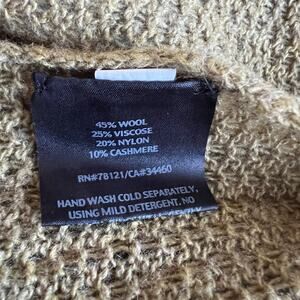 45% WOOL
25% VISCOSE
20% NYLON
10% CASHMERE
RN#78121/CA#34460
HAND WASH COLD SEPARATELY,
USING MILD DETERGENT. NO